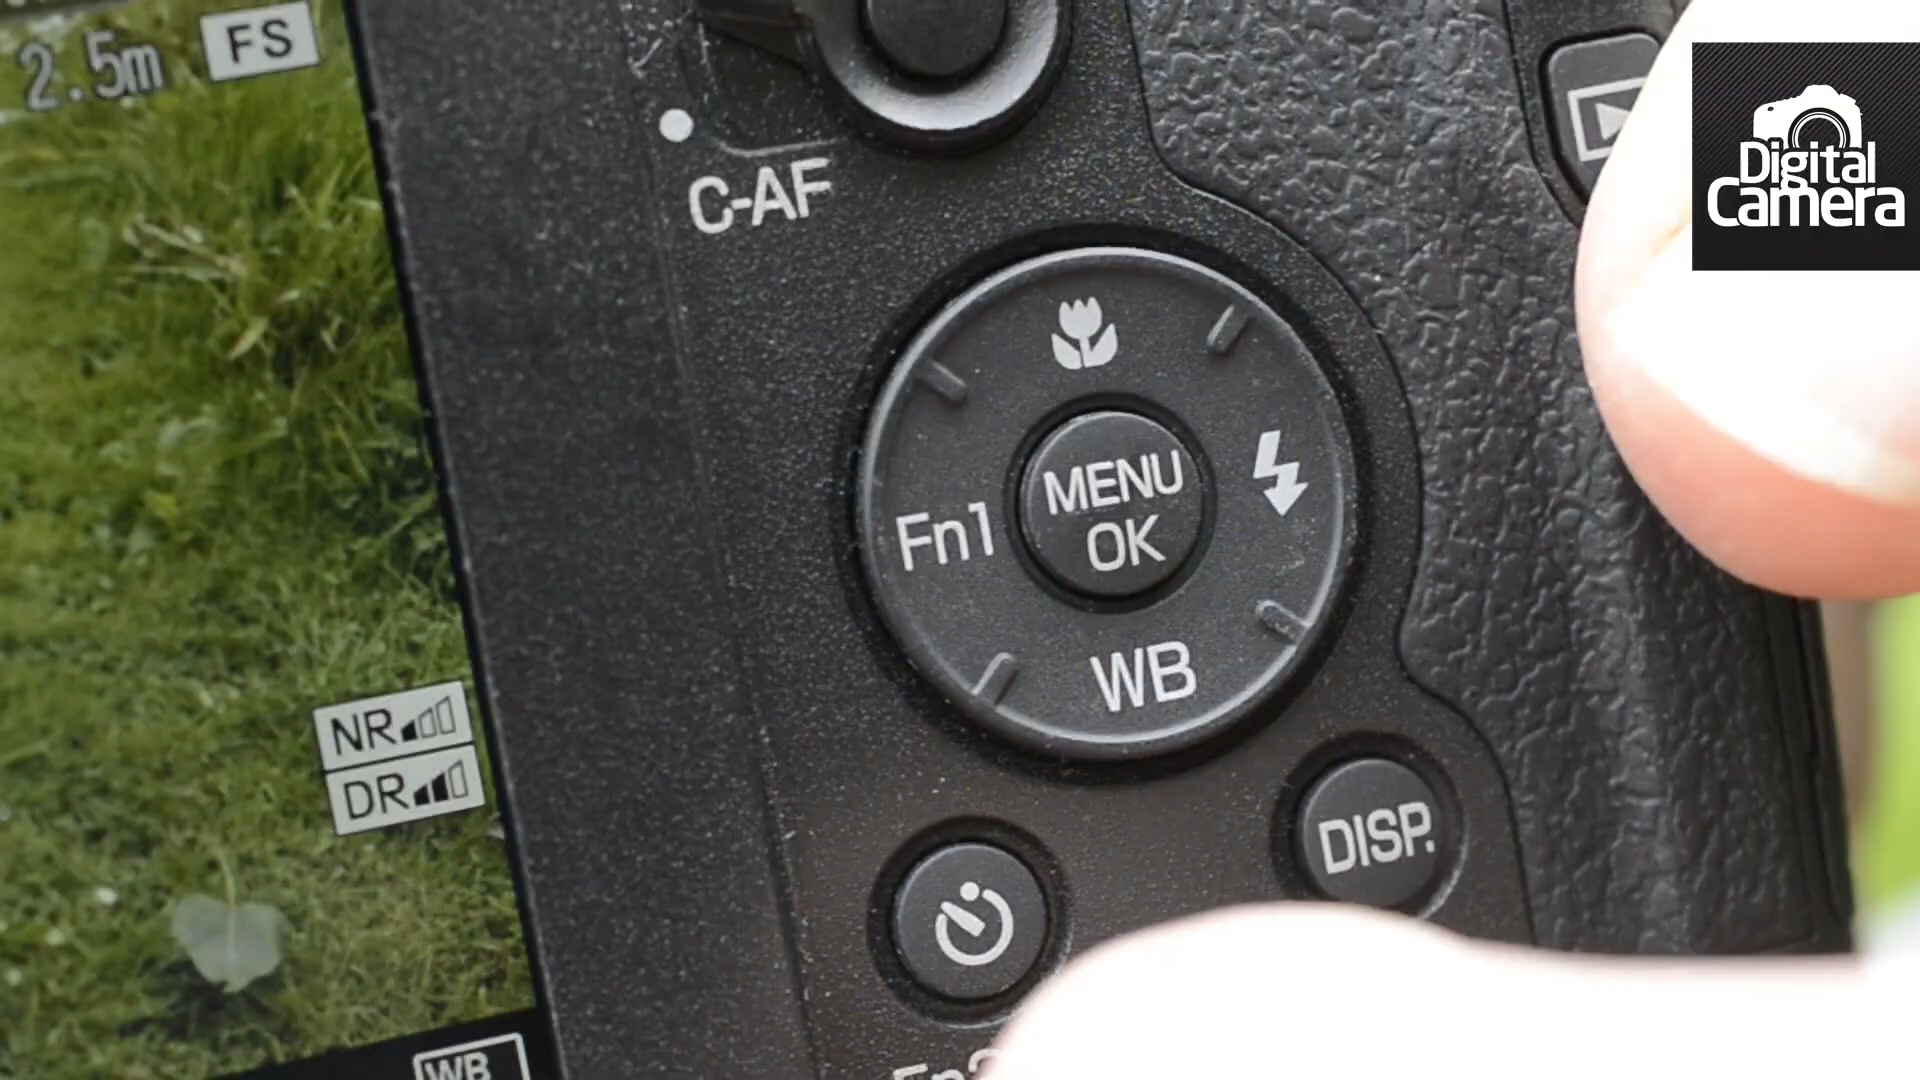 2.5m
FS
C-AF
Digital
Camera
MENU
OK
Fn1
WB
NR
DR
DISP.
WB